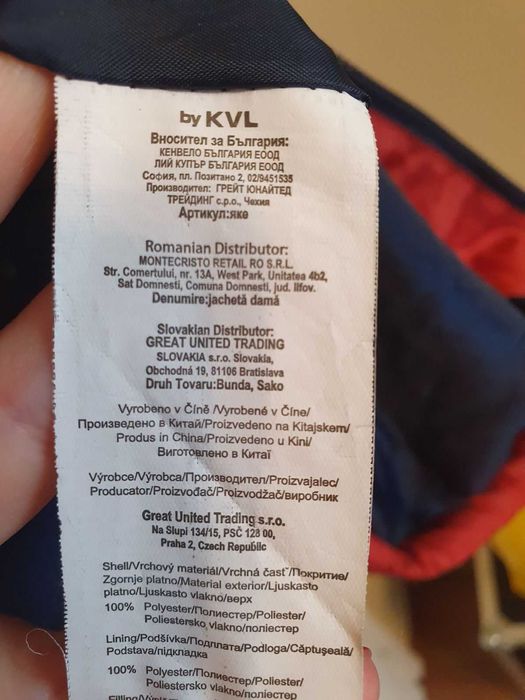 by KVL
Вносител за България:
КЕНВЕЛО БЪЛГАРИЯ ЕООД
ЛИЙ КУПЪР БЪЛГАРИЯ ЕООД
София, пл. Позитано 2, 02/9451535
Производител: ГРЕЙТ ЮНАЙТЕД
ТРЕЙДИНГ с.р.о., Чехия
Артикул:яке
Romanian Distributor:
MONTECRISTO RETAIL RO S.R.L.
Str. Comertului, nr. 13A, West Park, Unitatea 4b2,
Sat Domnesti, Comuna Domnesti, jud. Ilfov.
Denumire:jachetă damă
Slovakian Distributor:
GREAT UNITED TRADING
SLOVAKIA s.r.o. Slovakia,
Obchodná 19, 81106 Bratislava
Druh Tovaru:Bunda, Sako
Vyrobeno v Číně /Vyrobené v Číne/
Произведено в Китай/Proizvedeno na Kitajskem/
Produs in China/Proizvedeno u Kini/
Виготовлено в Китаї
Výrobce/Výrobca/Производител/Proizvajalec/
Producator/Proizvođač/Proizvodžač/виробник
Great United Trading s.r.o.
Na Slupi 134/15, PSČ 128 00,
Praha 2, Czech Republic
Shell/Vrchový materiál/Vrchná časť/Покритие/
Zgornje platno/Material exterior/Ljuskasto
platno/Ljuskasto vlakno/верх
100% Polyester/Полиестер/Poliester/
Poliestersko vlakno/поліестер
Lining/Podšívka/Подплата/Podloga/Căptuşeală/
Podstava/підкладка
100% Polyester/Полиестер/Poliester/
Poliestersko vlakno/поліестер